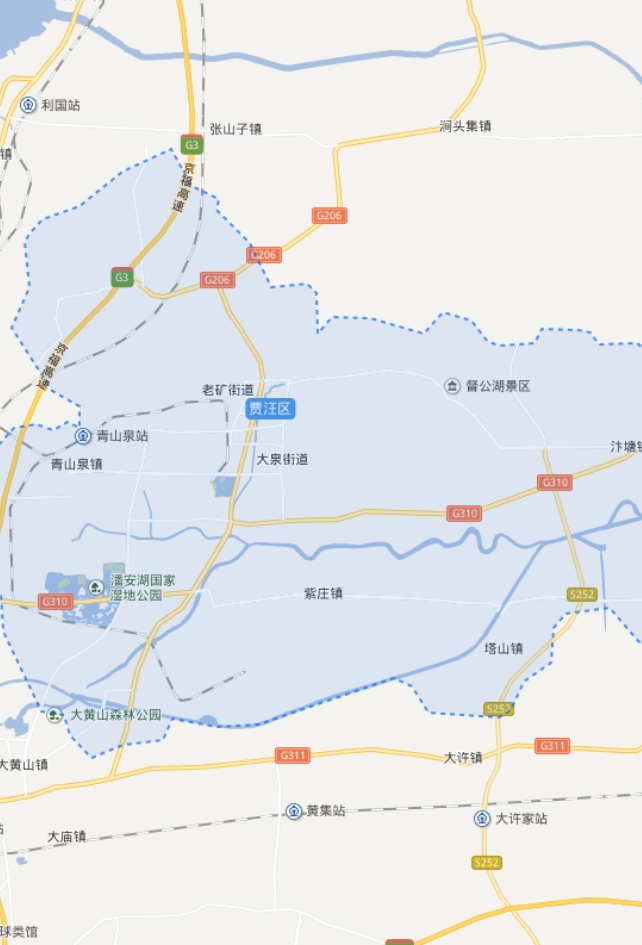 利国站
张山子镇
涧头集镇
镇
G3
京福高速
G206
G206
G3
G206
京福高速
老矿街道
督公湖景区
贾汪区
青山泉站
汴塘镇
青山泉镇
大泉街道
G310
G310
潘安湖国家
湿地公园
紫庄镇
S252
G310
塔山镇
S252
大黄山森林公园
G311
G311
大许镇
大黄山镇
黄集站
大许家站
大庙镇
S252
球类馆